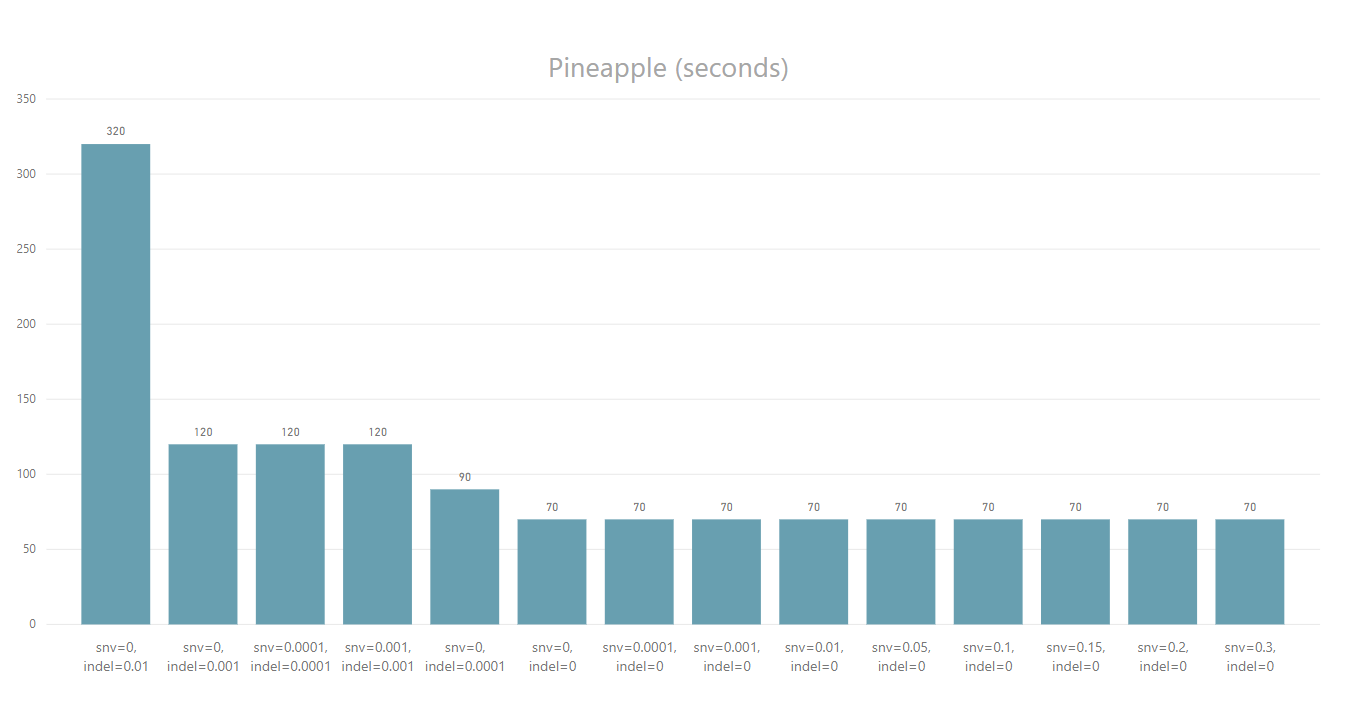 Pineapple (seconds)
350
300
250
200
150
100
50
0
320
120
120
120
90
70
70
70
70
70
70
70
70
70
snv=0,
indel=0.01
snv=0,
indel=0.001
snv=0.0001,
indel=0.0001
snv=0.001,
indel=0.001
snv=0,
indel=0.0001
snv=0,
indel=0
snv=0.0001,
indel=0
snv=0.001,
indel=0
snv=0.01,
indel=0
snv=0.05,
indel=0
snv=0.1,
indel=0
snv=0.15,
indel=0
snv=0.2,
indel=0
snv=0.3,
indel=0